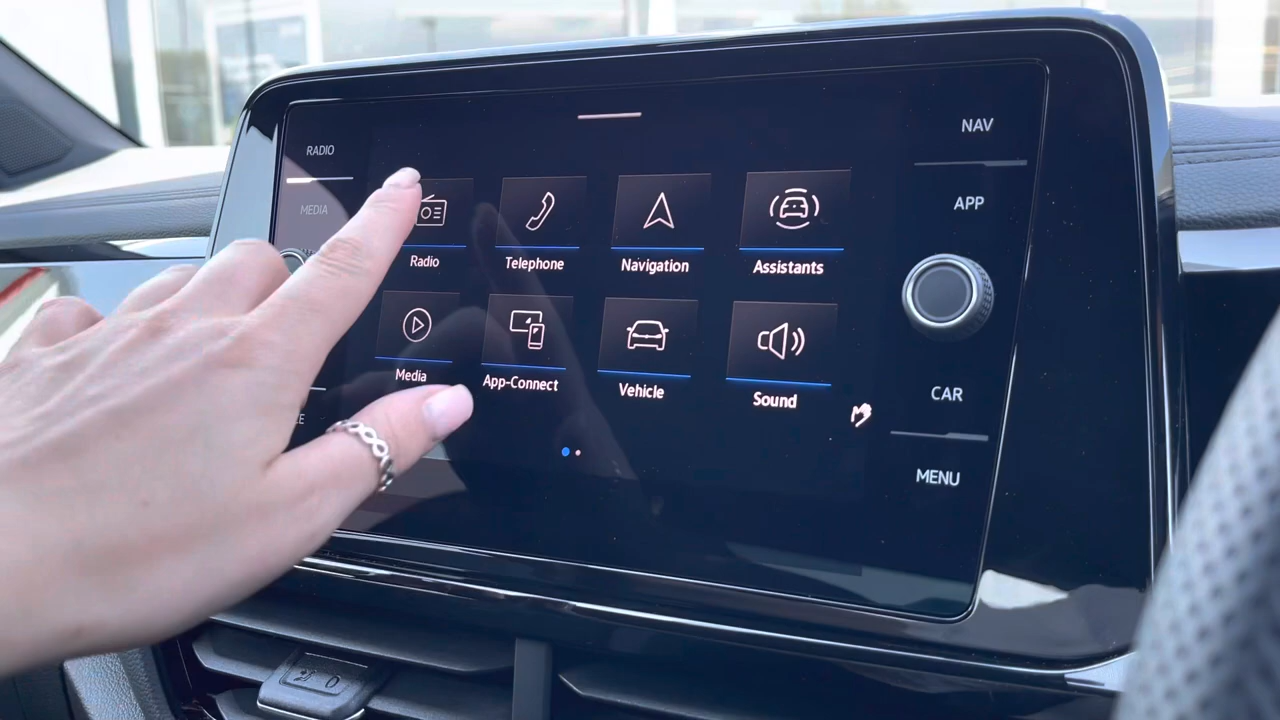 RADIO
MEDIA
NAV
APP
CAR
MENU
Radio
Telephone
Navigation
Assistants
Media
App-Connect
Vehicle
Sound